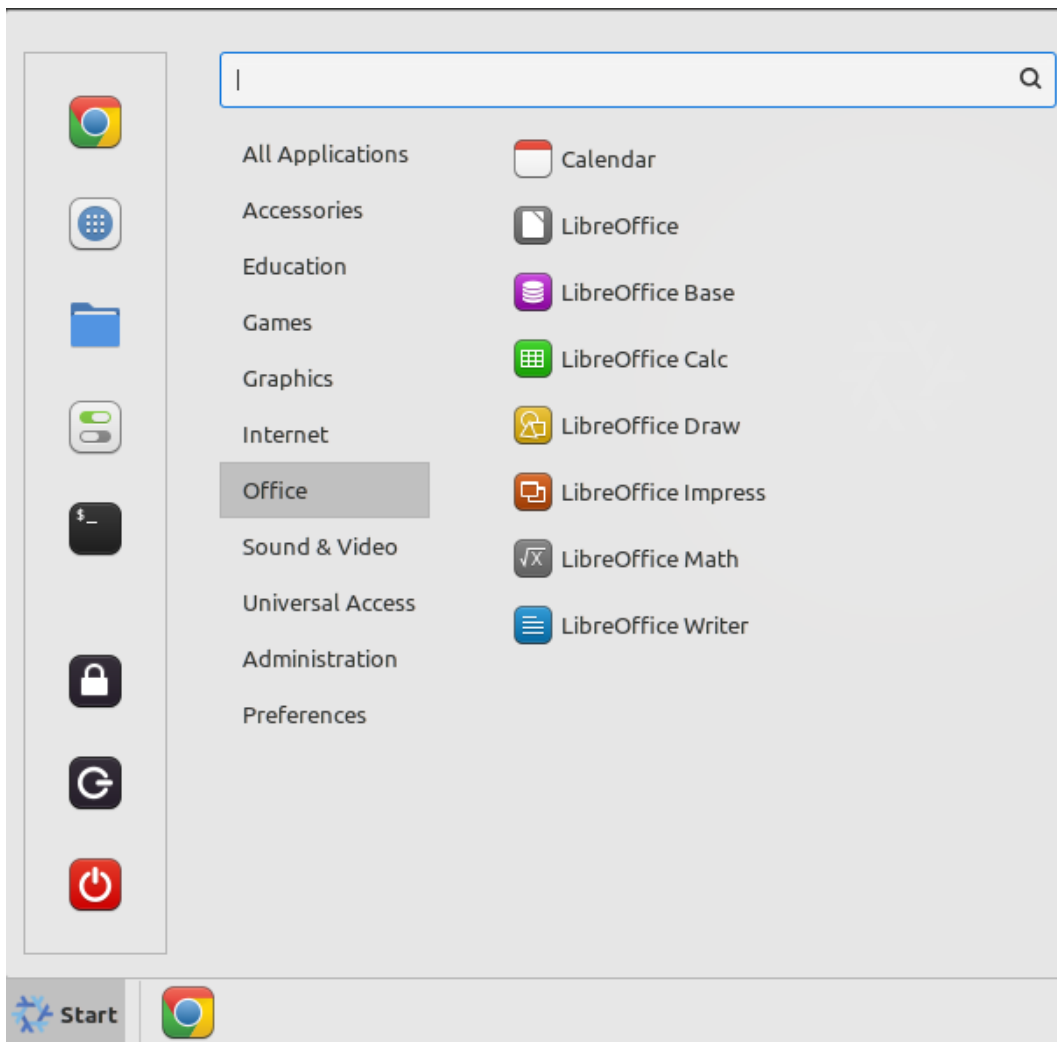 All Applications
Accessories
Education
Games
Graphics
Internet
Office
Sound & Video
Universal Access
Administration
Preferences
Calendar
LibreOffice
LibreOffice Base
LibreOffice Calc
LibreOffice Draw
LibreOffice Impress
√x LibreOffice Math
LibreOffice Writer
$_
Start